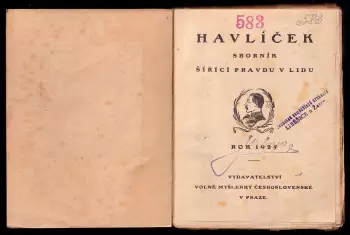 583
HAVLÍČEK
SBORNÍK
ŠÍŘÍCÍ PRAVDU V LIDU
ROK 1925
VYDAVATELSTVÍ
VOLNÉ MYŠLENKY ČESKOSLOVENSKÉ
V PRAZE.